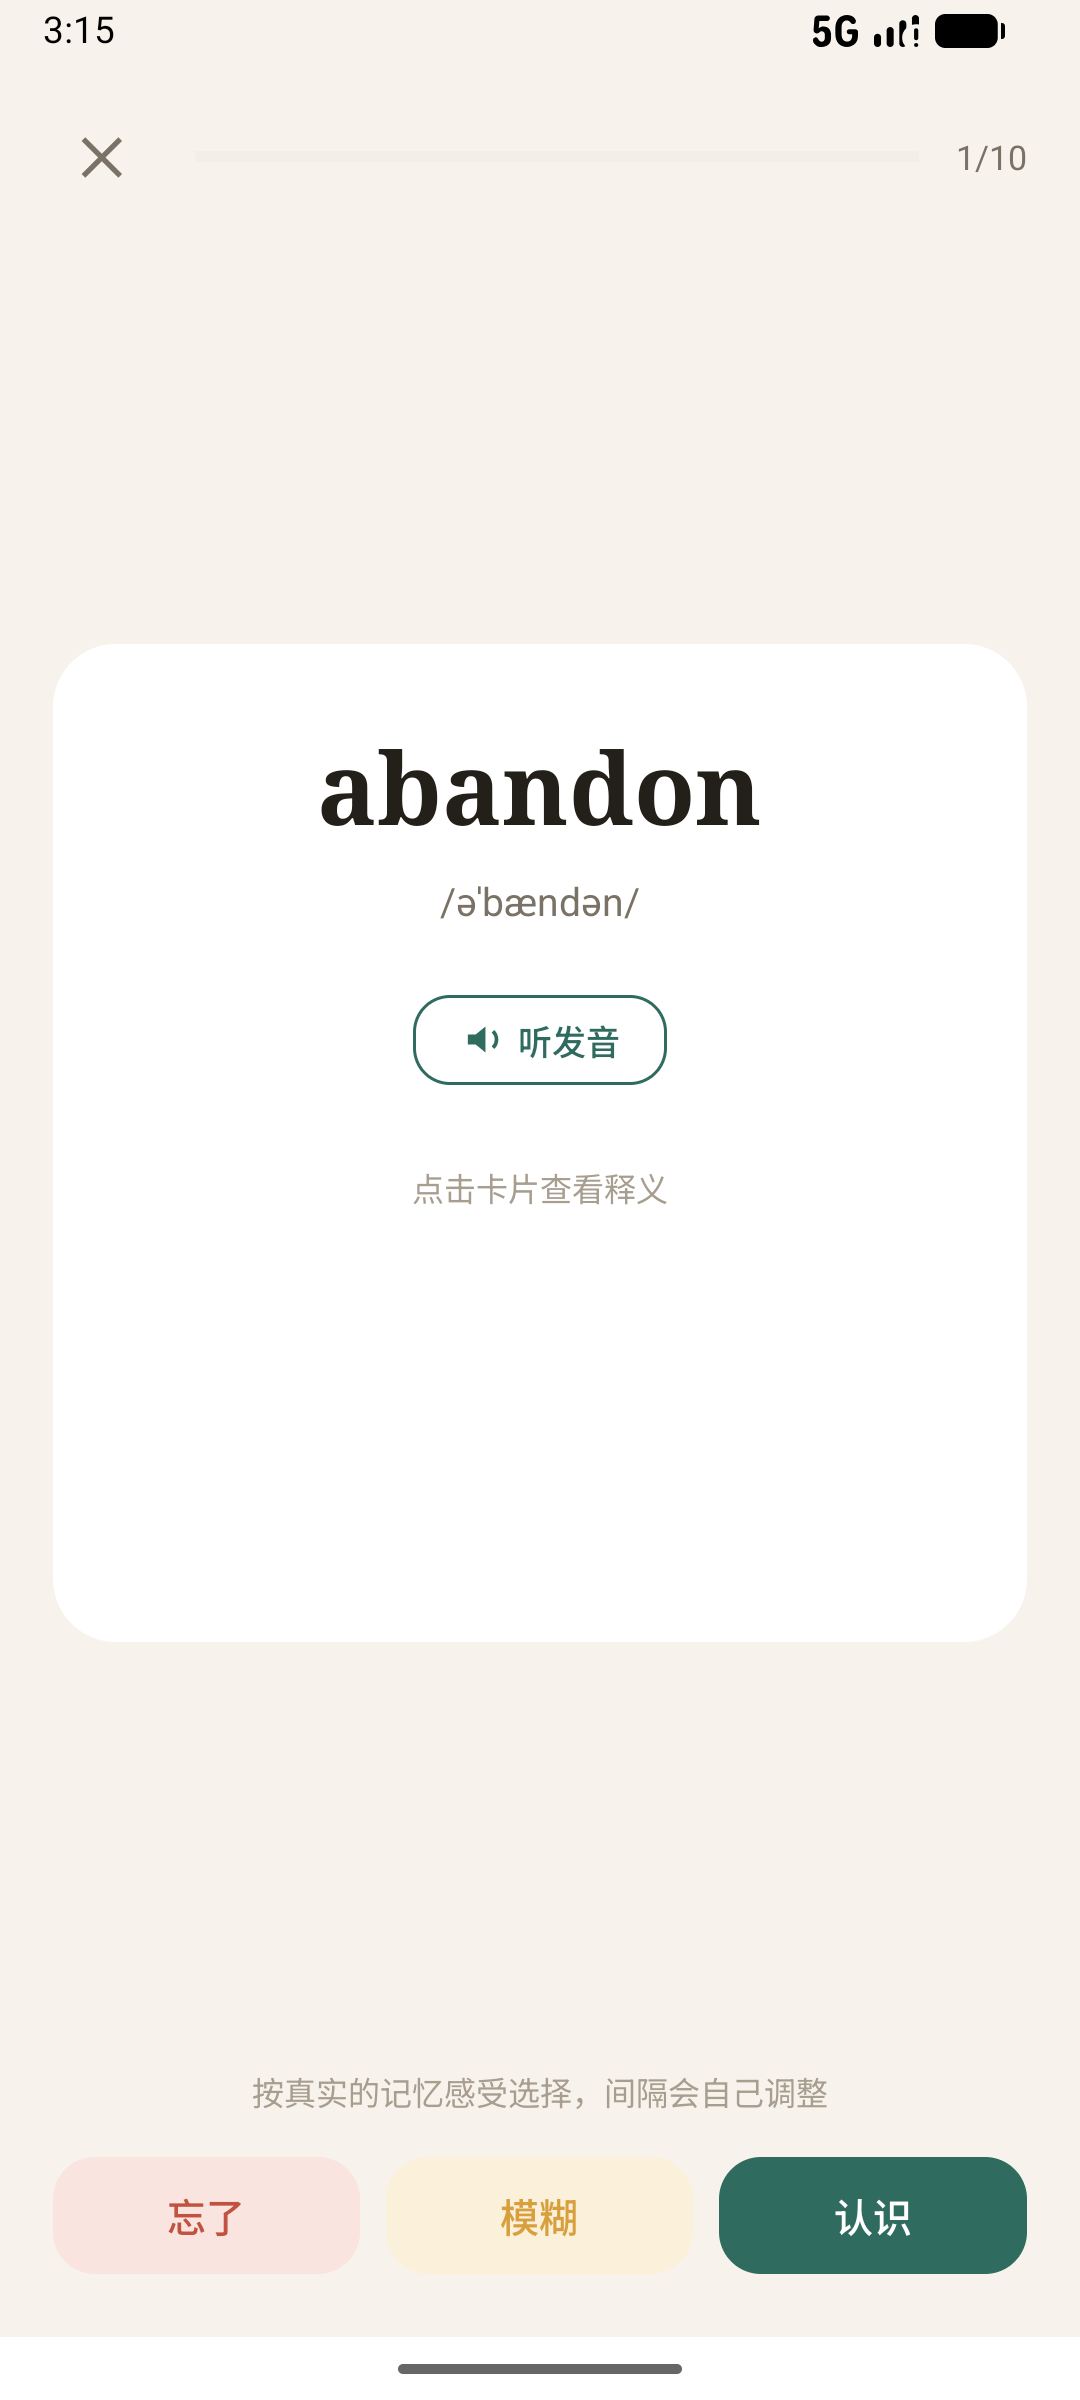 3:15
5G
1/10
abandon
/əˈbændən/
听发音
点击卡片查看释义
按真实的记忆感受选择，间隔会自己调整
忘了
模糊
认识